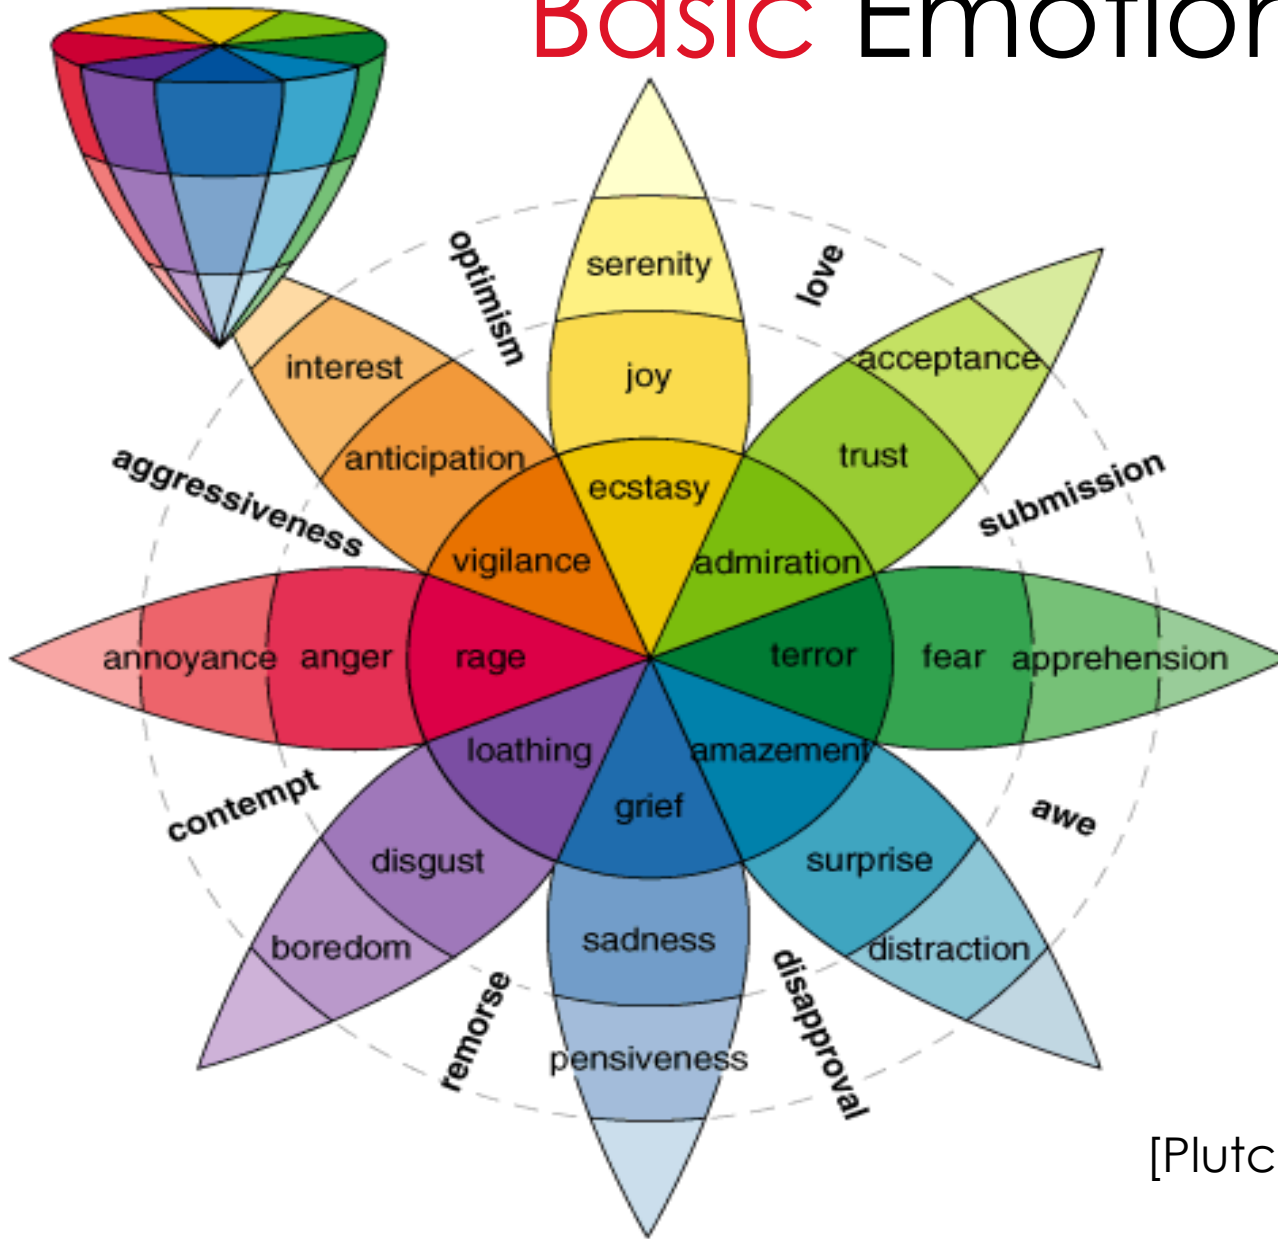 Basic Emotion
optimism
love
serenity
interest
joy
acceptance
aggressiveness
anticipation
trust
submission
ecstasy
vigilance
admiration
annoyance
anger
rage
terror
fear
apprehension
loathing
amazement
contempt
grief
awe
disgust
surprise
boredom
sadness
distraction
remorse
disapproval
pensiveness
[Plutc